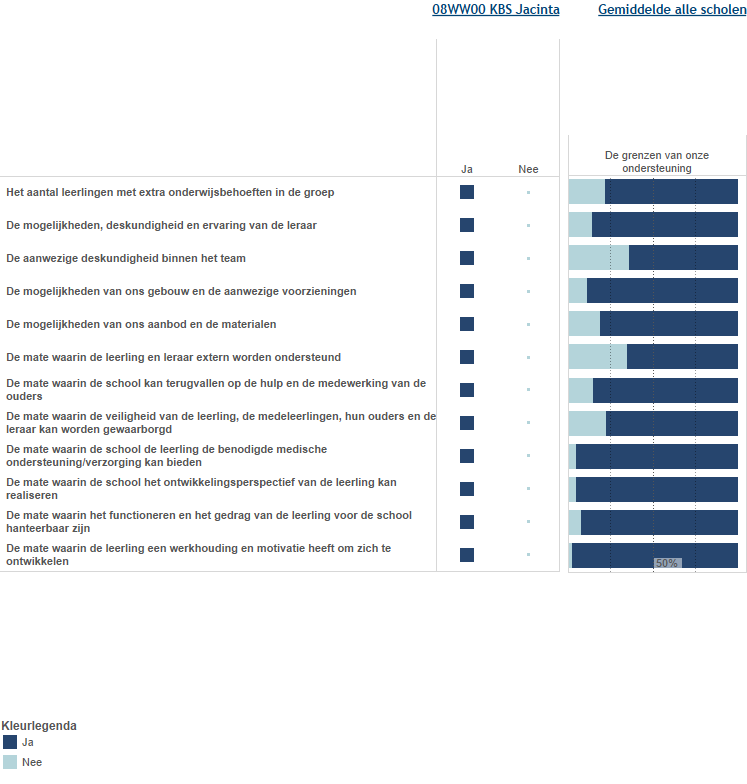 08WW00 KBS Jacinta
Gemiddelde alle scholen
De grenzen van onze
ondersteuning
Ja
Nee
Het aantal leerlingen met extra onderwijsbehoeften in de groep
De mogelijkheden, deskundigheid en ervaring van de leraar
De aanwezige deskundigheid binnen het team
De mogelijkheden van ons gebouw en de aanwezige voorzieningen
De mogelijkheden van ons aanbod en de materialen
De mate waarin de leerling en leraar extern worden ondersteund
De mate waarin de school kan terugvallen op de hulp en de medewerking van de
ouders
De mate waarin de veiligheid van de leerling, de medeleerlingen, hun ouders en de
leraar kan worden gewaarborgd
De mate waarin de school de leerling de benodigde medische
ondersteuning/verzorging kan bieden
De mate waarin de school het ontwikkelingsperspectief van de leerling kan
realiseren
De mate waarin het functioneren en het gedrag van de leerling voor de school
hanteerbaar zijn
De mate waarin de leerling een werkhouding en motivatie heeft om zich te
ontwikkelen
50%
Kleurlegenda
Ja
Nee